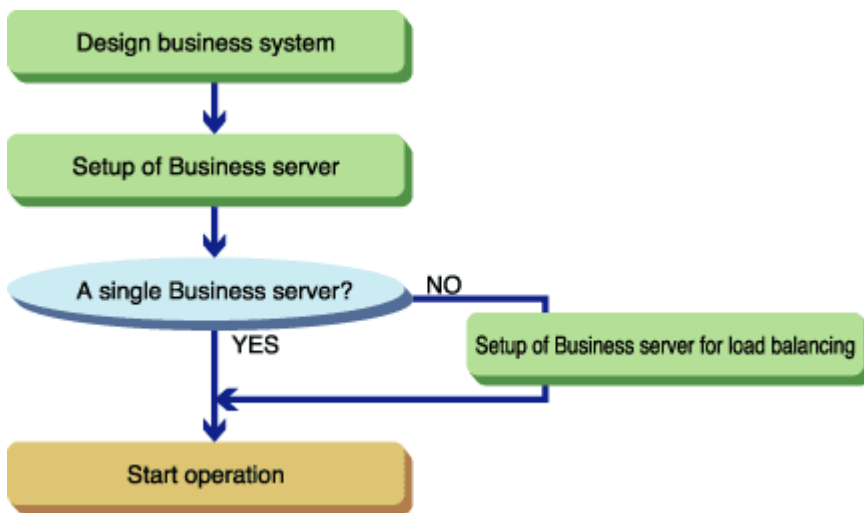 Design business system
Setup of Business server
A single Business server?
NO
YES
Setup of Business server for load balancing
Start operation